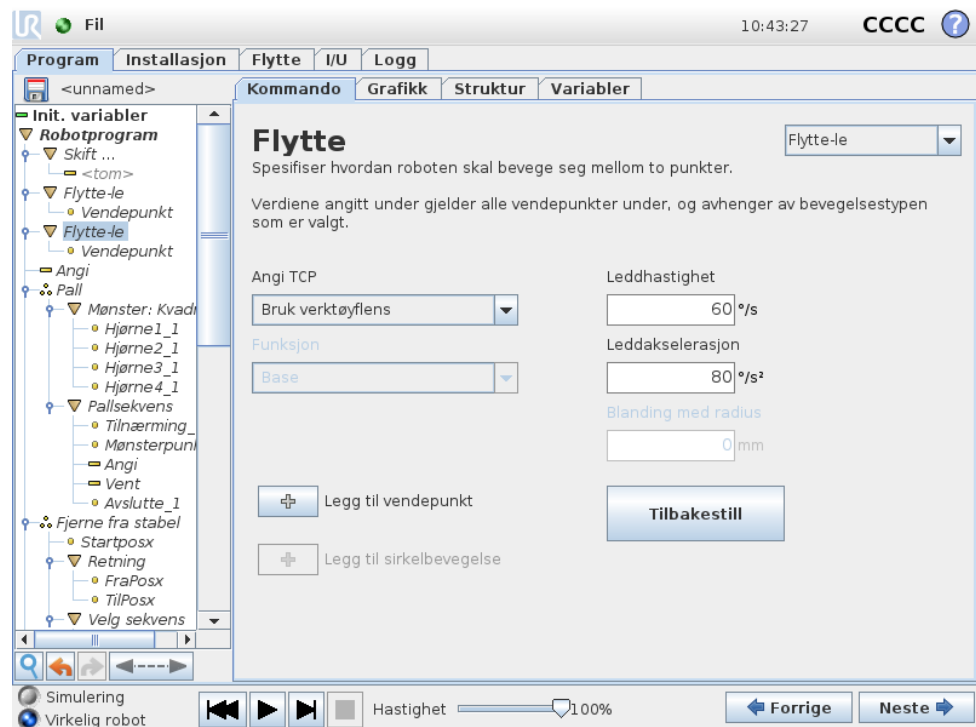 UR Fil 10:43:27 CCCC ?
Program Installasjon Flytte I/U Logg
<unnamed>
Kommando Grafikk Struktur Variabler
Init. variabler
Robotprogram
Skift ...
<tom>
Flytte-le
Vendepunkt
Flytte-le
Vendepunkt
Angi
Pall
Mønster: Kvadr
Hjørne1_1
Hjørne2_1
Hjørne3_1
Hjørne4_1
Pallsekvens
Tilnærming_
Mønsterpun
Angi
Vent
Avslutte_1
Fjerne fra stabel
Startposx
Retning
FraPosx
TilPosx
Velg sekvens
Flytte
Flytte-le
Spesifiser hvordan roboten skal bevege seg mellom to punkter.
Verdiene angitt under gjelder alle vendepunkter under, og avhenger av bevegelsestypen
som er valgt.
Angi TCP
Bruk verktøyflens
Funksjon
Base
Leddhastighet
60 °/s
Leddakselerasjon
80 °/s²
Blanding med radius
0 mm
Legg til vendepunkt
Tilbakestill
Legg til sirkelbevegelse
Simulering
Virkelig robot
Hastighet 100%
Forrige
Neste